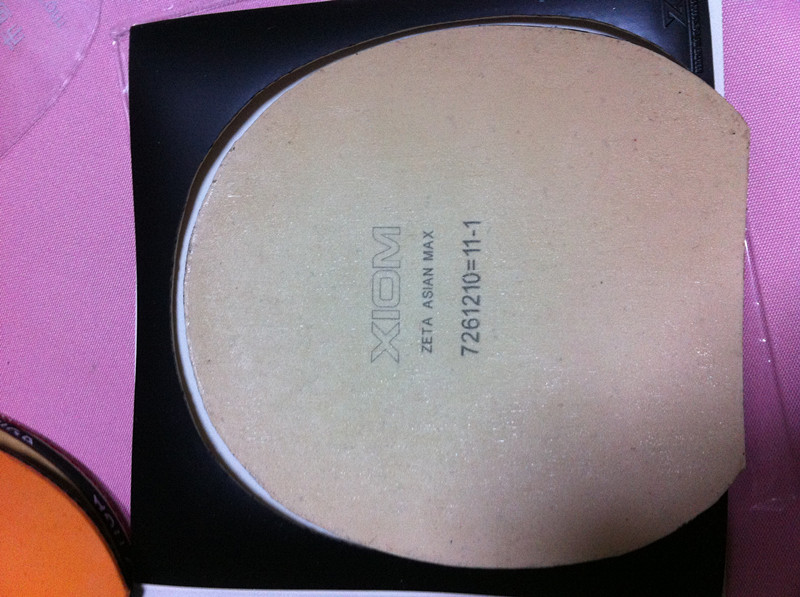 XIOM
ZETA ASIAN MAX
7261210=11-1